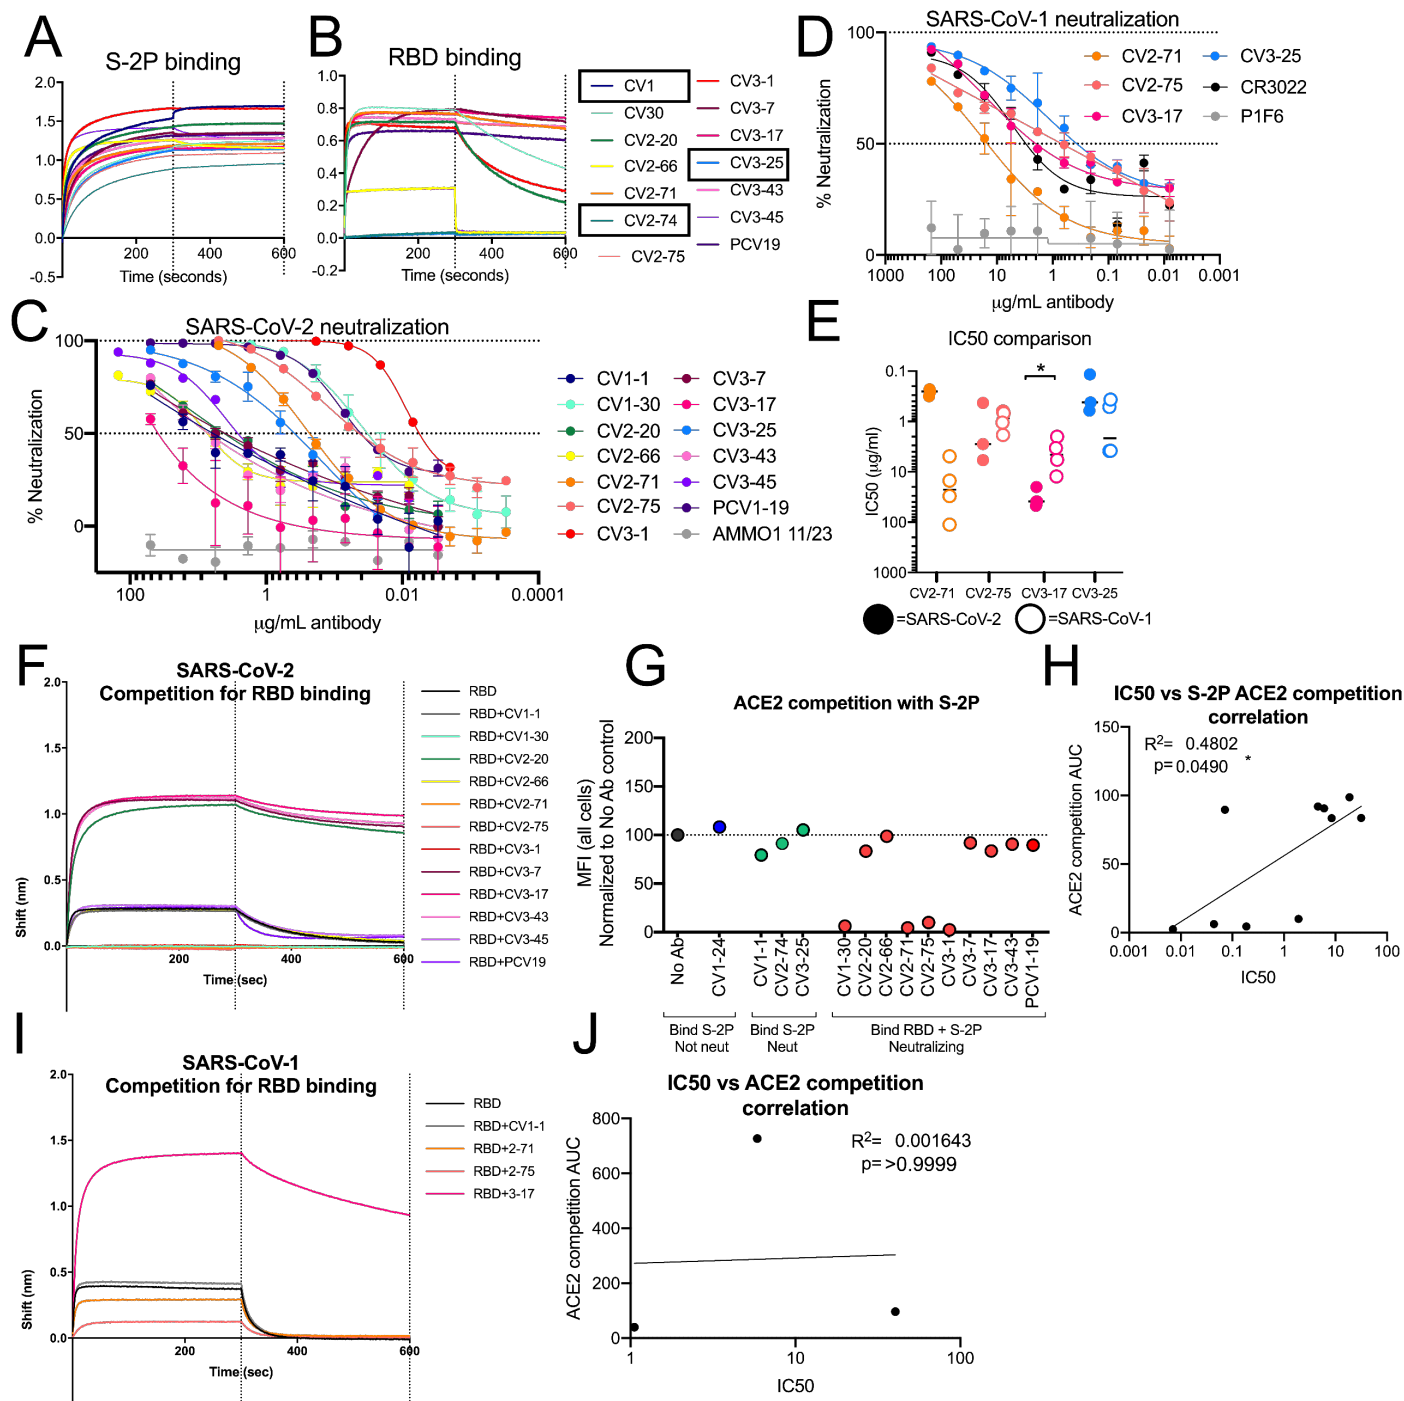 A
S-2P binding
2.0
1.5
1.0
0.5
0.0
-0.5
200
400
600
Time (seconds)
B
RBD binding
1.0
0.8
0.6
0.4
0.2
0.0
-0.2
200
400
600
Time (seconds)
CV1
CV30
CV2-20
CV2-66
CV2-71
CV2-74
CV2-75
CV3-1
CV3-7
CV3-17
CV3-25
CV3-43
CV3-45
PCV19
C
SARS-CoV-2 neutralization
% Neutralization
100
50
0
100
1
0.01
0.0001
µg/mL antibody
CV1-1
CV1-30
CV2-20
CV2-66
CV2-71
CV2-75
CV3-1
CV3-7
CV3-17
CV3-25
CV3-43
CV3-45
PCV1-19
AMMO1 11/23
D
SARS-CoV-1 neutralization
% Neutralization
100
50
0
1000
100
10
1
0.1
0.01
0.001
µg/mL antibody
CV2-71
CV2-75
CV3-17
CV3-25
CR3022
P1F6
E
IC50 comparison
IC50 (µg/ml)
0.1
1
10
100
1000
*
CV2-71
CV2-75
CV3-17
CV3-25
=SARS-CoV-2
=SARS-CoV-1
F
SARS-CoV-2
Competition for RBD binding
Shift (nm)
2.0
1.5
1.0
0.5
0.0
200
400
600
Time (sec)
RBD
RBD+CV1-1
RBD+CV1-30
RBD+CV2-20
RBD+CV2-66
RBD+CV2-71
RBD+CV2-75
RBD+CV3-1
RBD+CV3-7
RBD+CV3-17
RBD+CV3-43
RBD+CV3-45
RBD+PCV19
G
ACE2 competition with S-2P
MFI (all cells)
Normalized to No Ab control
200
150
100
50
0
No Ab
CV1-24
CV1-1
CV2-74
CV3-25
CV1-30
CV2-20
CV2-66
CV2-71
CV2-75
CV3-16
CV3-7
CV3-17
CV3-43
PCV1-19
Bind S-2P
Not neut
Bind S-2P
Neut
Bind RBD + S-2P
Neutralizing
H
IC50 vs S-2P ACE2 competition
correlation
R2= 0.4802
p= 0.0490 *
ACE2 competition AUC
150
100
50
0
0.001
0.01
0.1
1
10
100
IC50
I
SARS-CoV-1
Competition for RBD binding
Shift (nm)
2.0
1.5
1.0
0.5
0.0
200
400
600
Time (sec)
RBD
RBD+CV1-1
RBD+2-71
RBD+2-75
RBD+3-17
J
IC50 vs ACE2 competition
correlation
R2= 0.001643
p= >0.9999
ACE2 competition AUC
800
600
400
200
0
1
10
100
IC50